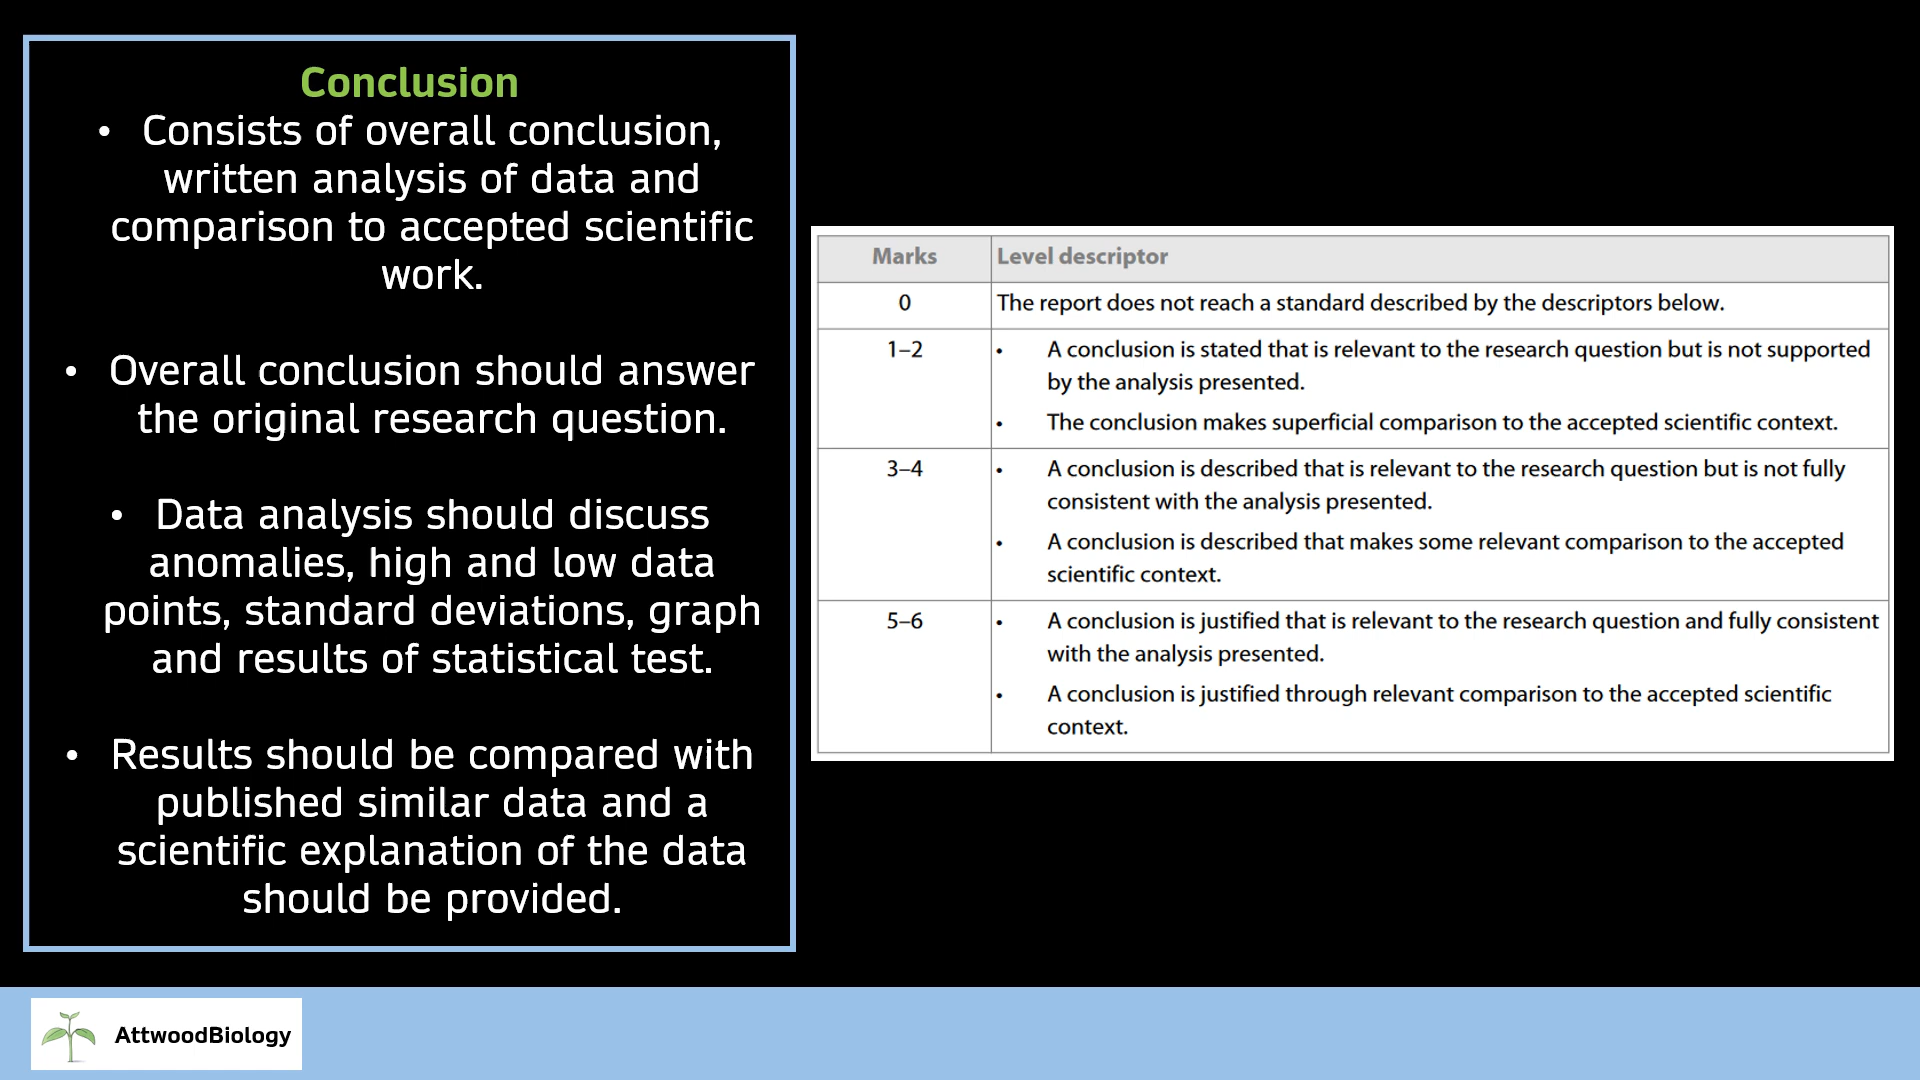 Conclusion
• Consists of overall conclusion,
written analysis of data and
comparison to accepted scientific
work.
• Overall conclusion should answer
the original research question.
• Data analysis should discuss
anomalies, high and low data
points, standard deviations, graph
and results of statistical test.
• Results should be compared with
published similar data and a
scientific explanation of the data
should be provided.
Marks Level descriptor
0 The report does not reach a standard described by the descriptors below.
1–2 • A conclusion is stated that is relevant to the research question but is not supported
by the analysis presented.
• The conclusion makes superficial comparison to the accepted scientific context.
3–4 • A conclusion is described that is relevant to the research question but is not fully
consistent with the analysis presented.
• A conclusion is described that makes some relevant comparison to the accepted
scientific context.
5–6 • A conclusion is justified that is relevant to the research question and fully consistent
with the analysis presented.
• A conclusion is justified through relevant comparison to the accepted scientific
context.
AttwoodBiology